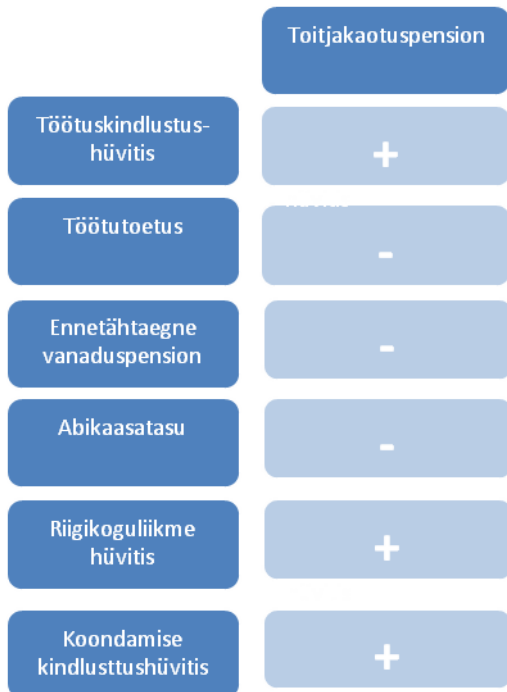 Toitjakaotuspension
Töötuskindlustus-
hüvitis
+
Töötutoetus
-
Ennetähtaegne
vanaduspension
-
Abikaasatasu
-
Riigikoguliikme
hüvitis
+
Koondamise
kindlusttushüvitis
+